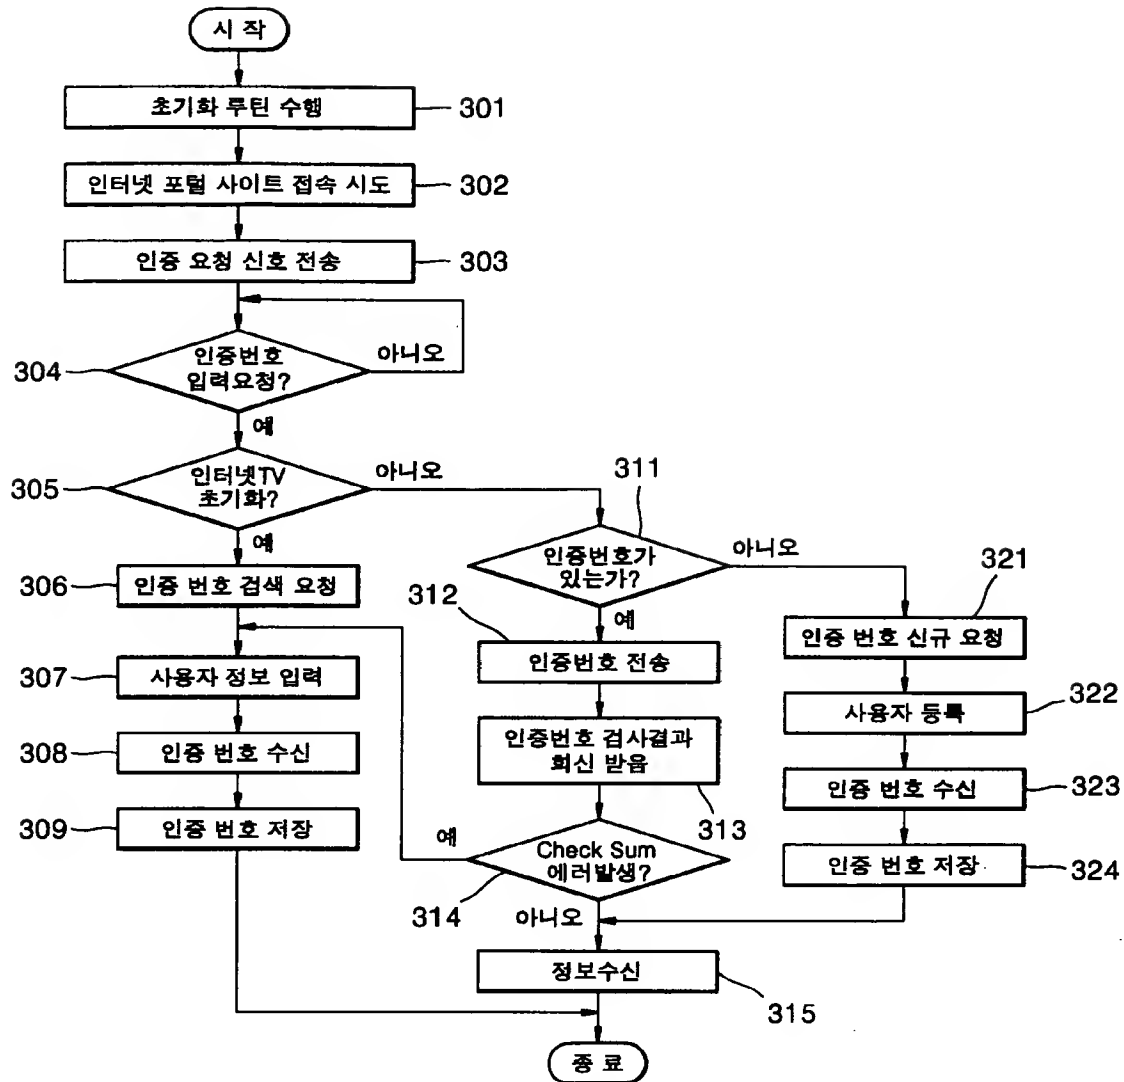 시 작
초기화 루틴 수행
301
인터넷 포털 사이트 접속 시도
302
인증 요청 신호 전송
303
304
인증번호
입력요청?
아니오
예
305
인터넷TV
초기화?
아니오
예
311
인증번호가
있는가?
아니오
예
306
인증 번호 검색 요청
312
321
인증 번호 신규 요청
307
사용자 정보 입력
인증번호 전송
사용자 등록
322
308
인증 번호 수신
인증번호 검사결과
회신 받음
313
인증 번호 수신
323
309
인증 번호 저장
예
Check Sum
에러발생?
314
아니오
인증 번호 저장
324
정보수신
315
종 료